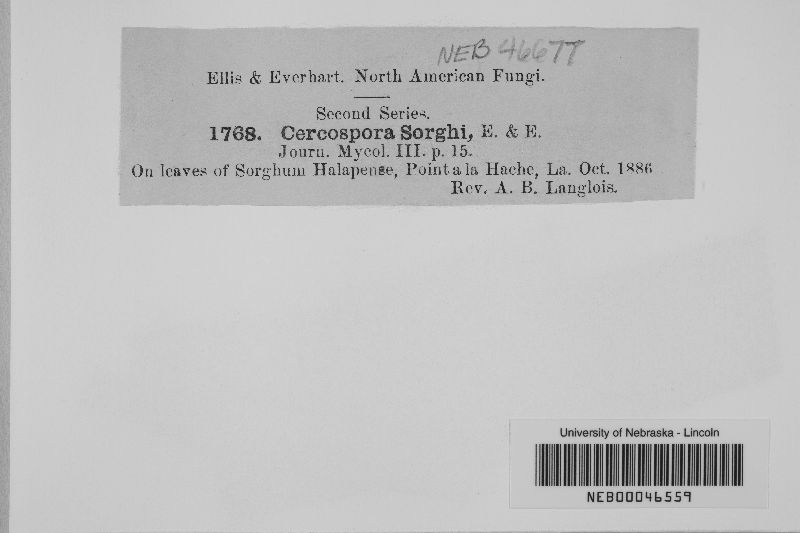 NEB 46677
Ellis & Everhart. North American Fungi.
Second Series.
1768. Cercospora Sorghi, E. & E.
Journ. Mycol. III. p. 15.
On leaves of Sorghum Halapense, Point a la Hache, La. Oct. 1886
Rev. A. B. Langlois.
University of Nebraska - Lincoln
NEB00046559